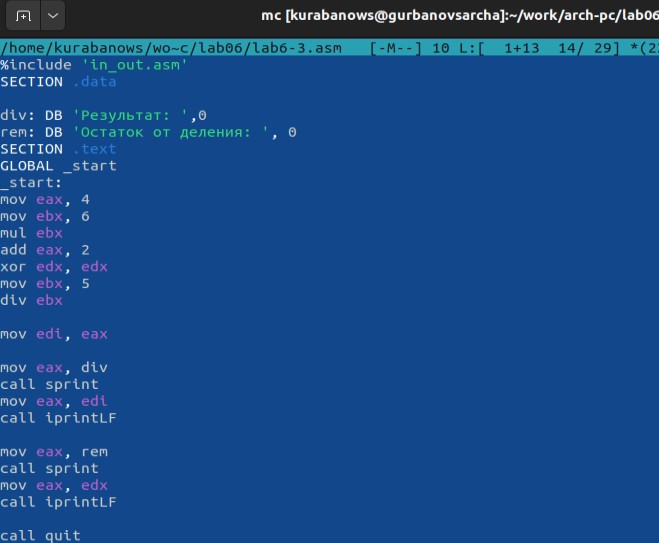 mc [kurabanows@gurbanovsarcha]:~/work/arch-pc/lab06
/home/kurabanows/wo~c/lab06/lab6-3.asm   [-M--] 10 L:[  1+13  14/ 29] *(22
%include 'in_out.asm'
SECTION .data
div: DB 'Результат: ',0
rem: DB 'Остаток от деления: ', 0
SECTION .text
GLOBAL _start
_start:
mov eax, 4
mov ebx, 6
mul ebx
add eax, 2
xor edx, edx
mov ebx, 5
div ebx
mov edi, eax
mov eax, div
call sprint
mov eax, edi
call iprintLF
mov eax, rem
call sprint
mov eax, edx
call iprintLF
call quit